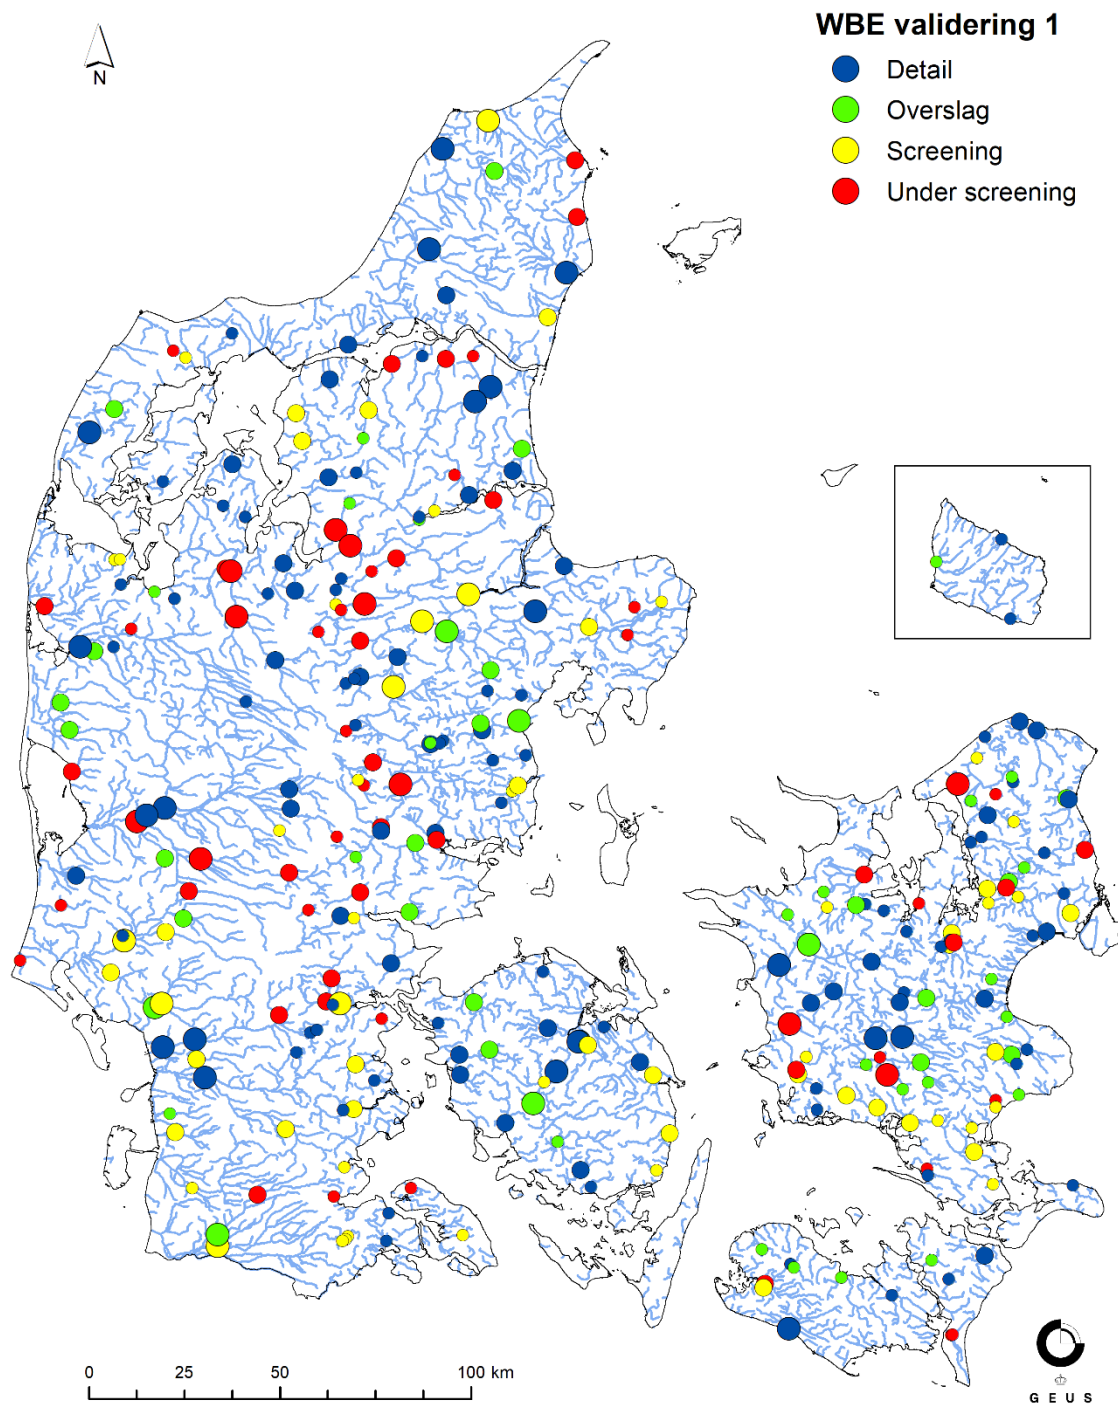 WBE validering 1
Detail
Overslag
Screening
Under screening
N
0 25 50 100 km
G E U S